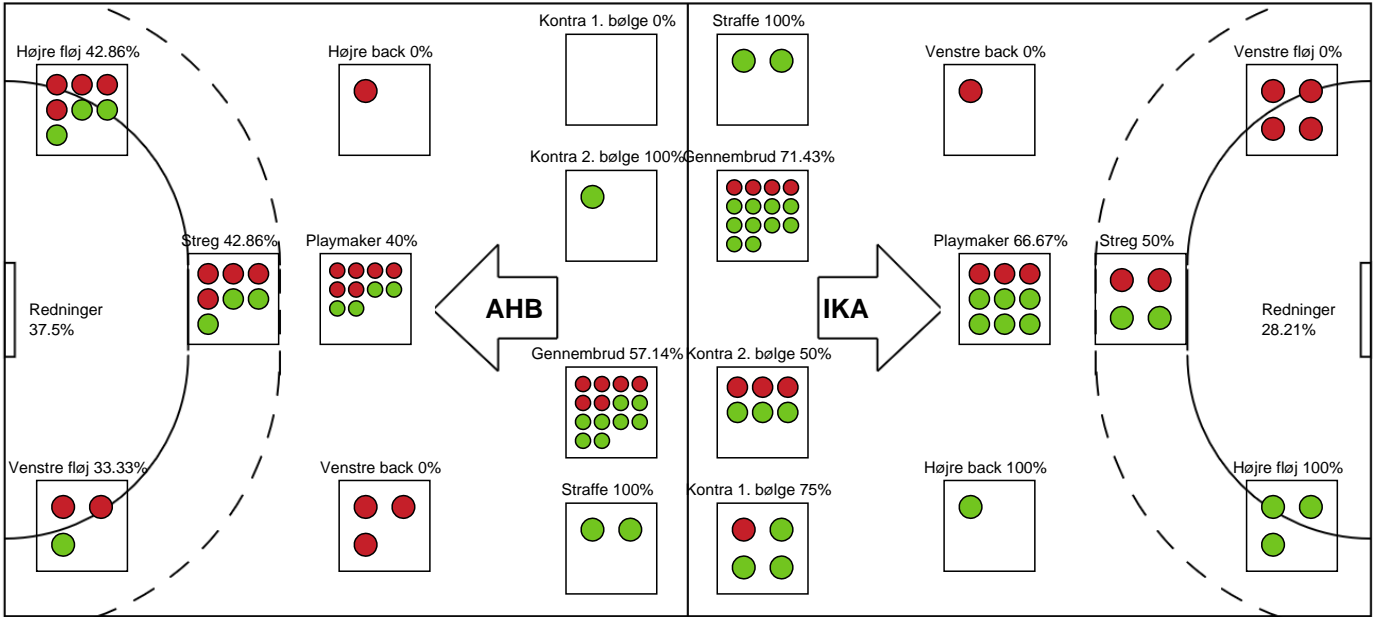 Kontra 1. bølge 0%
Straffe 100%
Højre fløj 42.86%
Højre back 0%
Venstre back 0%
Venstre fløj 0%
Kontra 2. bølge 100%
Gennembrud 71.43%
Streg 42.86%
Playmaker 40%
Playmaker 66.67%
Streg 50%
Redninger
37.5%
AHB
IKA
Redninger
28.21%
Gennembrud 57.14%
Kontra 2. bølge 50%
Venstre fløj 33.33%
Venstre back 0%
Straffe 100%
Kontra 1. bølge 75%
Højre back 100%
Højre fløj 100%